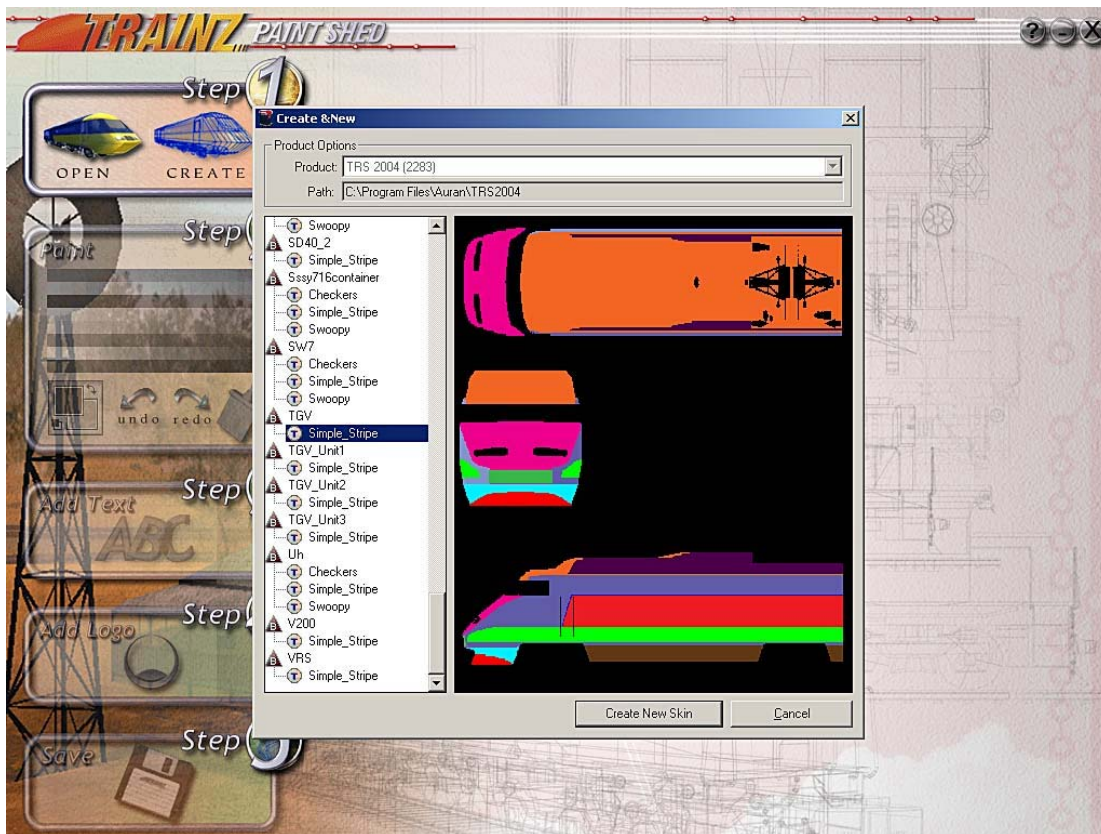 TRAINZ PAINT SHED
? - X
Step 1
OPEN CREATE
Step
Paint
undo redo
Step
Add Text
ABC
Step
Add Logo
Step 5
Save
Create &New
Product Options
Product: TRS 2004 (2283)
Path: C:\Program Files\Auran\TRS2004
T Swoopy
B SD40_2
T Simple_Stripe
B Sssy716container
T Checkers
T Simple_Stripe
T Swoopy
B SW7
T Checkers
T Simple_Stripe
T Swoopy
B TGV
T Simple_Stripe
B TGV_Unit1
T Simple_Stripe
B TGV_Unit2
T Simple_Stripe
B TGV_Unit3
T Simple_Stripe
B Uh
T Checkers
T Simple_Stripe
T Swoopy
B V200
T Simple_Stripe
B VRS
T Simple_Stripe
Create New Skin Cancel